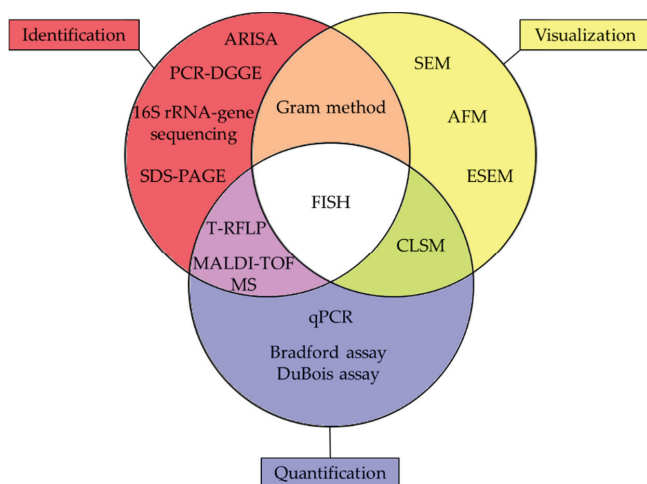 Identification
Visualization
ARISA
PCR-DGGE
16S rRNA-gene
sequencing
SDS-PAGE
Gram method
SEM
AFM
ESEM
FISH
T-RFLP
MALDI-TOF
MS
CLSM
qPCR
Bradford assay
DuBois assay
Quantification